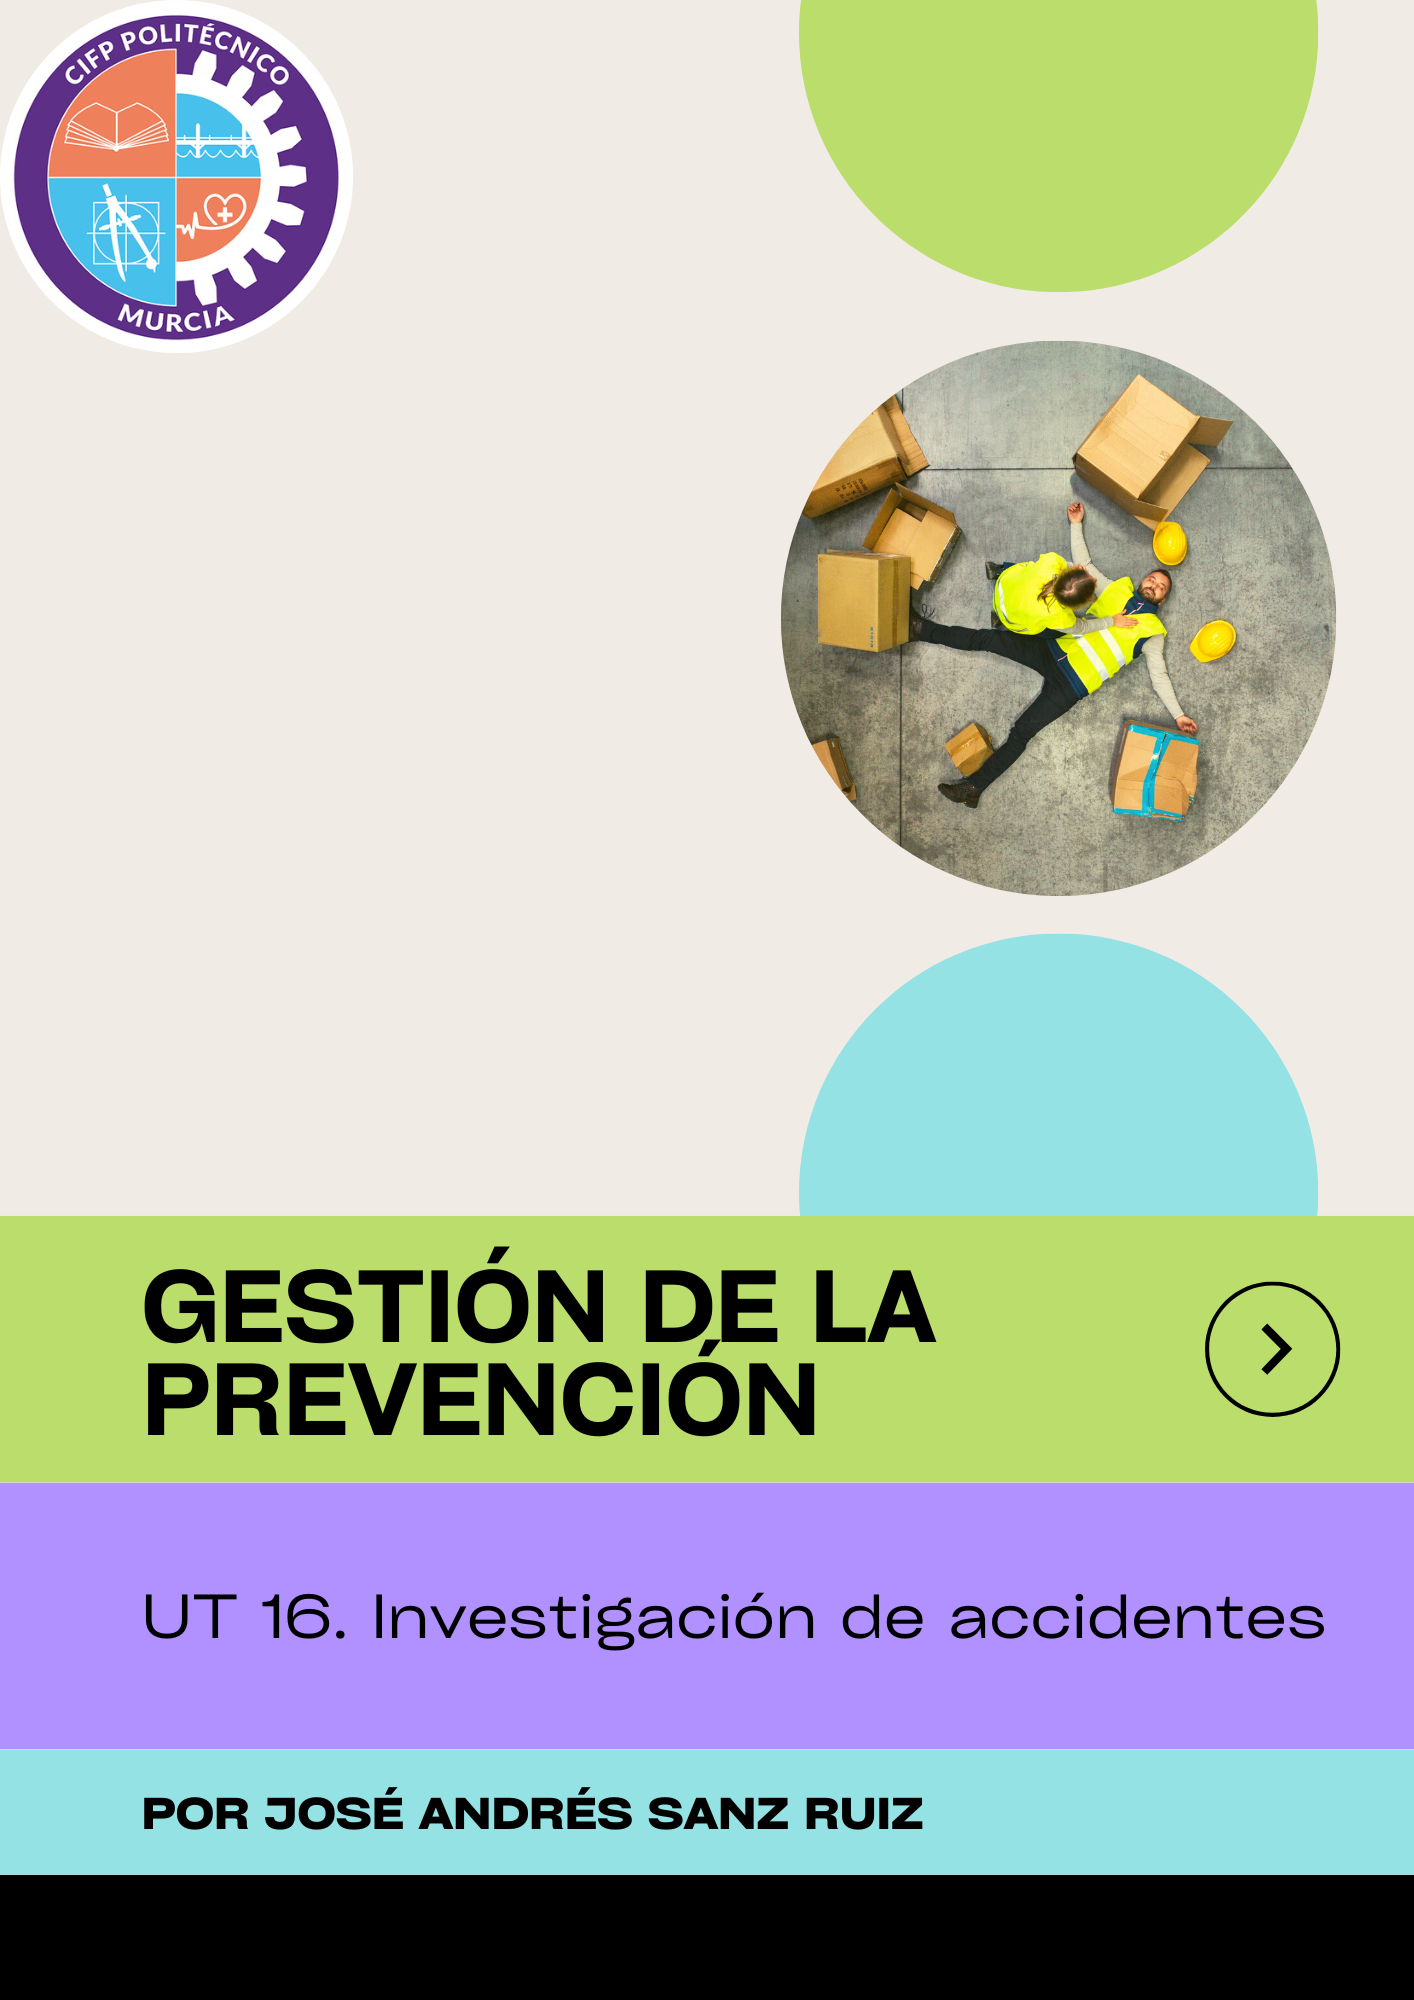 CIFP POLITÉCNICO
MURCIA
GESTIÓN DE LA
PREVENCIÓN
UT 16. Investigación de accidentes
POR JOSÉ ANDRÉS SANZ RUIZ